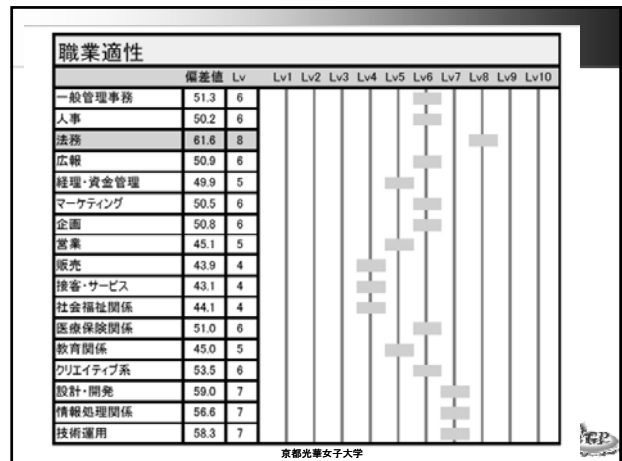 職業適性
偏差値 Lv Lv1 Lv2 Lv3 Lv4 Lv5 Lv6 Lv7 Lv8 Lv9 Lv10
一般管理事務 51.3 6
人事 50.2 6
法務 61.6 8
広報 50.9 6
経理・資金管理 49.9 5
マーケティング 50.5 6
企画 50.8 6
営業 45.1 5
販売 43.9 4
接客・サービス 43.1 4
社会福祉関係 44.1 4
医療保険関係 51.0 6
教育関係 45.0 5
クリエイティブ系 53.5 6
設計・開発 59.0 7
情報処理関係 56.6 7
技術運用 58.3 7
京都光華女子大学
GP